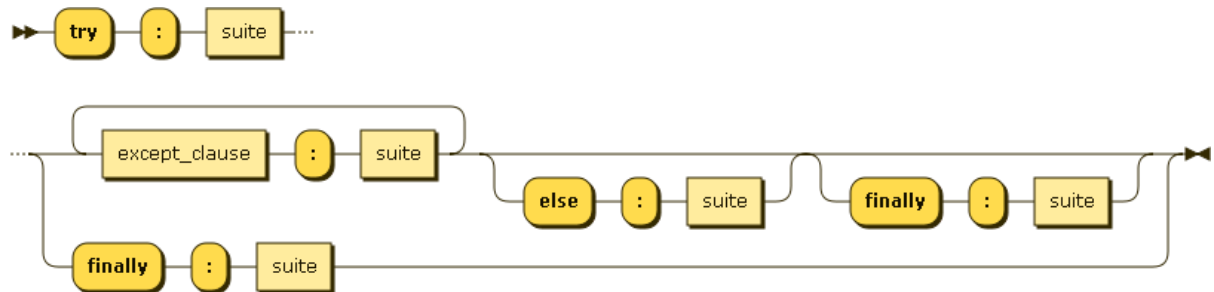 try : suite
except_clause : suite
else : suite finally : suite
finally : suite